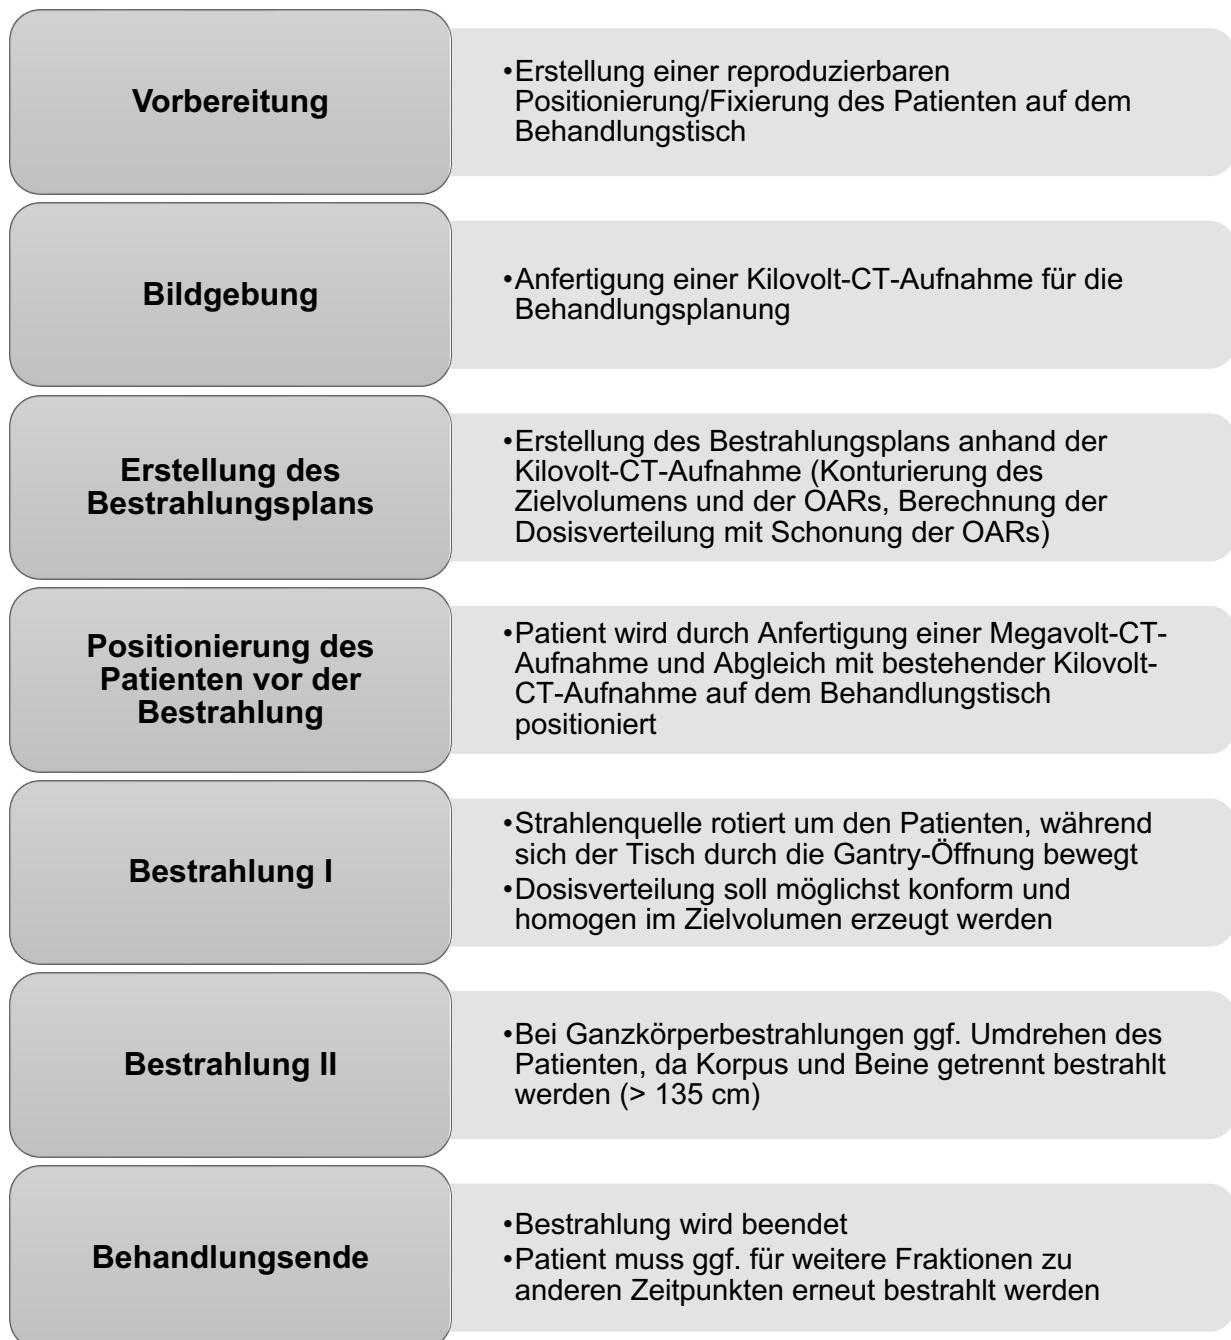 Vorbereitung
•Erstellung einer reproduzierbaren
Positionierung/Fixierung des Patienten auf dem
Behandlungstisch
Bildgebung
•Anfertigung einer Kilovolt-CT-Aufnahme für die
Behandlungsplanung
Erstellung des
Bestrahlungsplans
•Erstellung des Bestrahlungsplans anhand der
Kilovolt-CT-Aufnahme (Konturierung des
Zielvolumens und der OARs, Berechnung der
Dosisverteilung mit Schonung der OARs)
Positionierung des
Patienten vor der
Bestrahlung
•Patient wird durch Anfertigung einer Megavolt-CT-
Aufnahme und Abgleich mit bestehender Kilovolt-
CT-Aufnahme auf dem Behandlungstisch
positioniert
Bestrahlung I
•Strahlenquelle rotiert um den Patienten, während
sich der Tisch durch die Gantry-Öffnung bewegt
•Dosisverteilung soll möglichst konform und
homogen im Zielvolumen erzeugt werden
Bestrahlung II
•Bei Ganzkörperbestrahlungen ggf. Umdrehen des
Patienten, da Korpus und Beine getrennt bestrahlt
werden (> 135 cm)
Behandlungsende
•Bestrahlung wird beendet
•Patient muss ggf. für weitere Fraktionen zu
anderen Zeitpunkten erneut bestrahlt werden